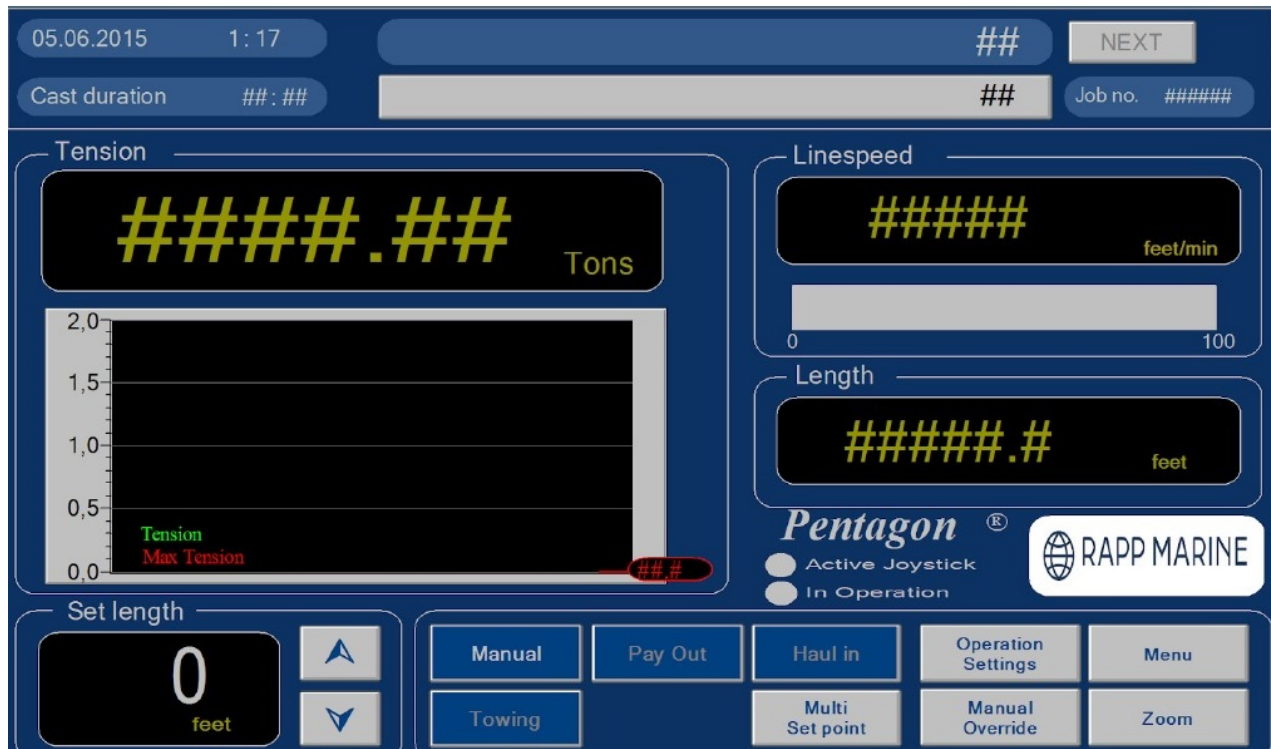 05.06.2015 1:17
##
NEXT
Cast duration ##:##
##
Job no. ######
Tension
####.## Tons
2,0
1,5
1,0
0,5
0,0
Tension
Max Tension
##.#
Linespeed
##### feet/min
0 100
Length
#####.# feet
Pentagon ®
Active Joystick
In Operation
RAPP MARINE
Set length
0
feet
Manual
Pay Out
Haul in
Operation
Settings
Menu
Towing
Multi
Set point
Manual
Override
Zoom